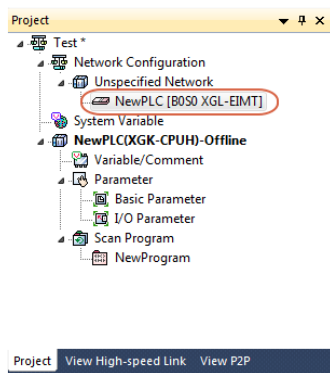 Project
Test *
Network Configuration
Unspecified Network
NewPLC [B0S0 XGL-EIMT]
System Variable
NewPLC(XGK-CPUH)-Offline
Variable/Comment
Parameter
Basic Parameter
I/O Parameter
Scan Program
NewProgram
Project View High-speed Link View P2P